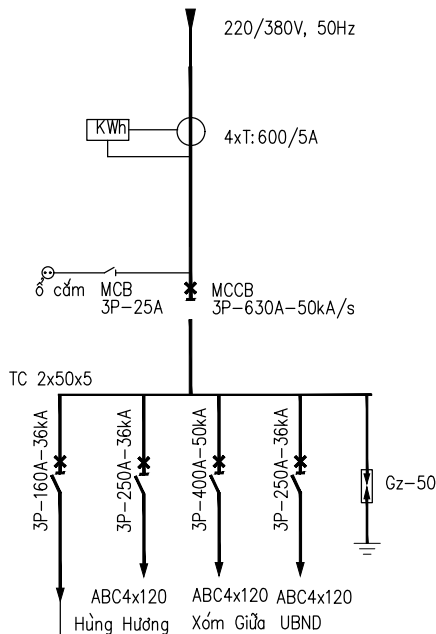 220/380V, 50Hz
KWh
4xT:600/5A
ổ cắm
MCB
3P-25A
MCCB
3P-630A-50kA/s
TC 2x50x5
3P-160A-36kA
3P-250A-36kA
3P-400A-50kA
3P-250A-36kA
Gz-50
ABC4x120
ABC4x120
ABC4x120
Hùng Hương
Xóm Giữa
UBND